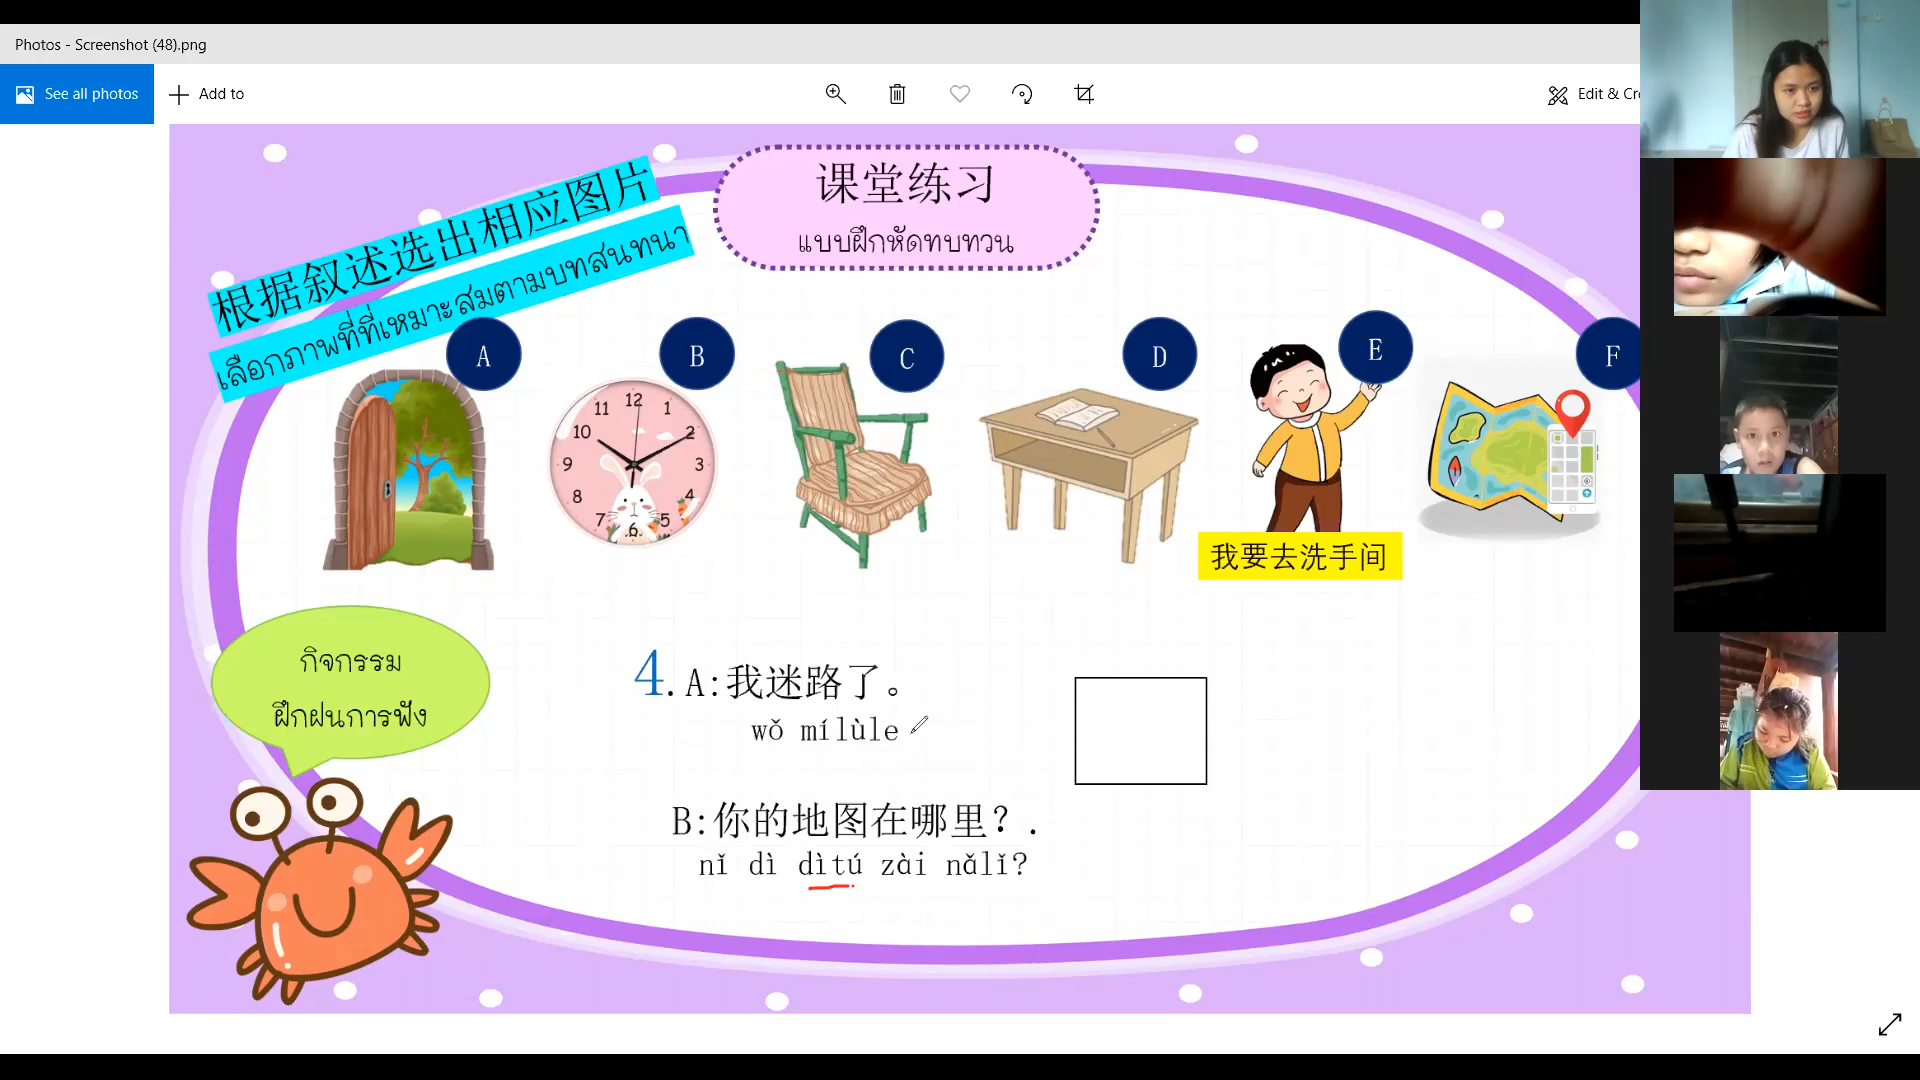 Photos - Screenshot (48).png
See all photos
Add to
Edit & Cre
课堂练习
แบบฝึกหัดทบทวน
根据叙述选出相应图片
เลือกภาพที่ที่เหมาะสมตามบทสนทนา
A
B
C
D
E
F
12
1
2
3
4
5
6
7
8
9
10
11
我要去洗手间
กิจกรรม
ฝึกฝนการฟัง
4. A:我迷路了。
wǒ mílùle
B:你的地图在哪里？.
nǐ dì dìtú zài nǎlǐ?